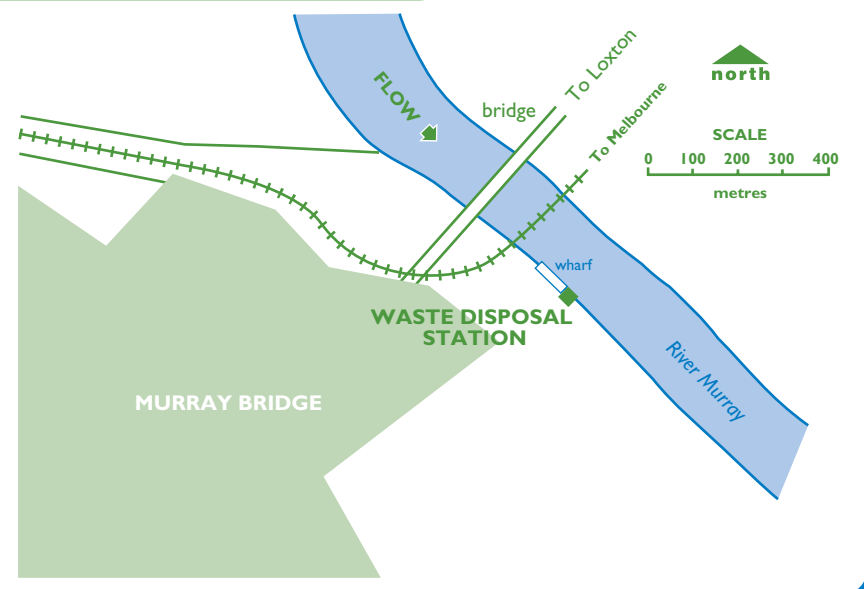 To Loxton
FLOW
bridge
north
To Melbourne
SCALE
0 100 200 300 400
metres
wharf
WASTE DISPOSAL
STATION
River Murray
MURRAY BRIDGE